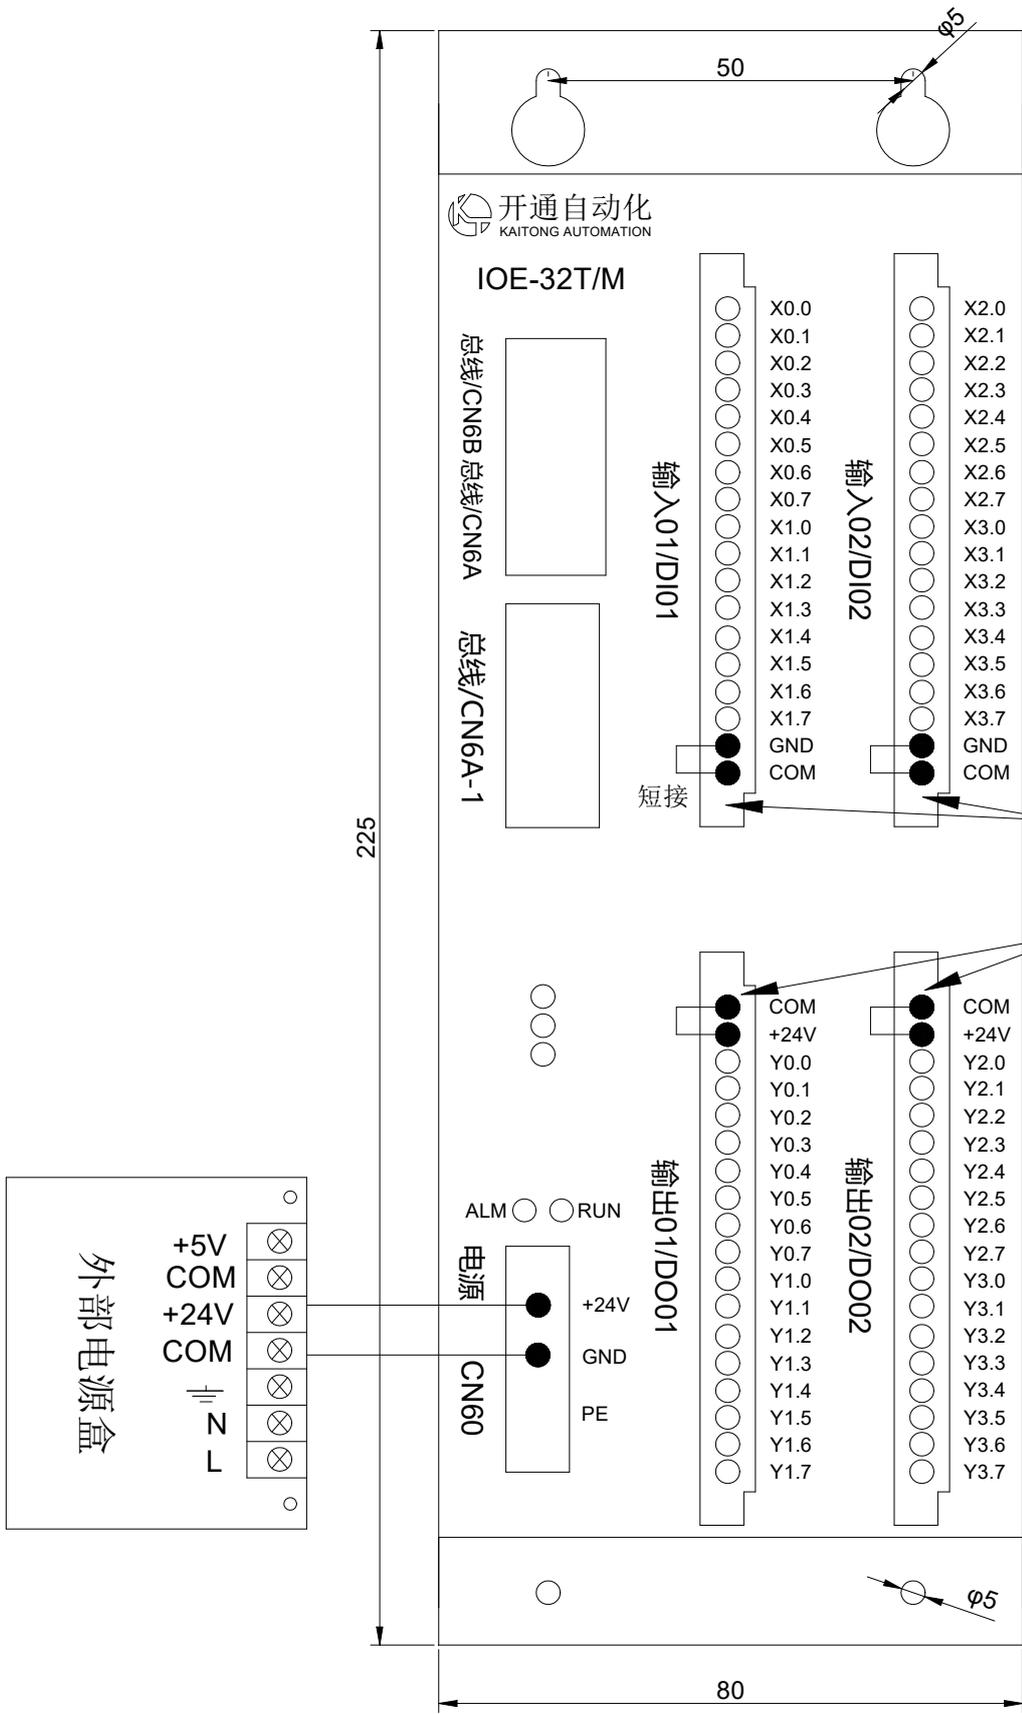 φ5
50
开通自动化
KAITONG AUTOMATION
IOE-32T/M
总线/CN6B 总线/CN6A
总线/CN6A-1
输入01/DI01
X0.0
X0.1
X0.2
X0.3
X0.4
X0.5
X0.6
X0.7
X1.0
X1.1
X1.2
X1.3
X1.4
X1.5
X1.6
X1.7
GND
COM
短接
输入02/DI02
X2.0
X2.1
X2.2
X2.3
X2.4
X2.5
X2.6
X2.7
X3.0
X3.1
X3.2
X3.3
X3.4
X3.5
X3.6
X3.7
GND
COM
225
ALM
RUN
电源 CN60
+24V
GND
PE
输出01/DO01
COM
+24V
Y0.0
Y0.1
Y0.2
Y0.3
Y0.4
Y0.5
Y0.6
Y0.7
Y1.0
Y1.1
Y1.2
Y1.3
Y1.4
Y1.5
Y1.6
Y1.7
输出02/DO02
COM
+24V
Y2.0
Y2.1
Y2.2
Y2.3
Y2.4
Y2.5
Y2.6
Y2.7
Y3.0
Y3.1
Y3.2
Y3.3
Y3.4
Y3.5
Y3.6
Y3.7
外部电源盒
+5V
COM
+24V
COM
N
L
φ5
80